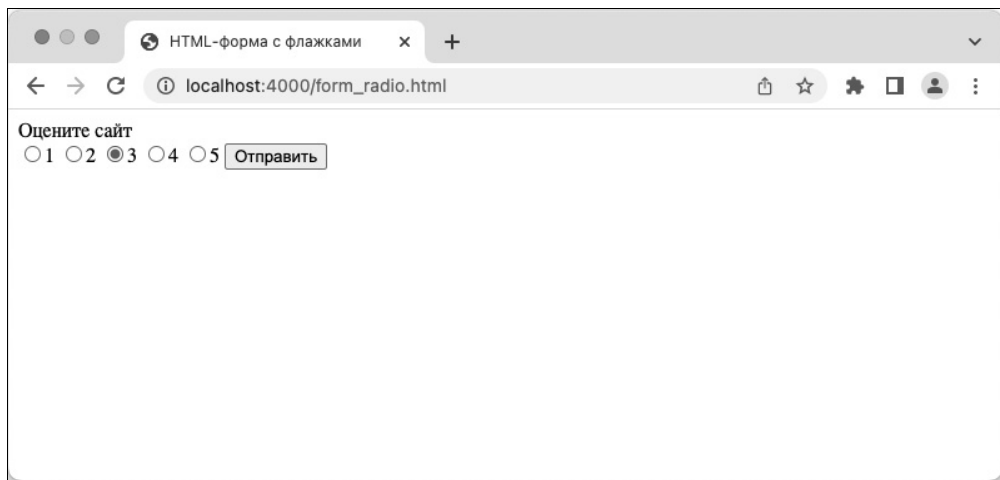 HTML-форма с флажками
localhost:4000/form_radio.html
Оцените сайт
1 2 3 4 5 Отправить